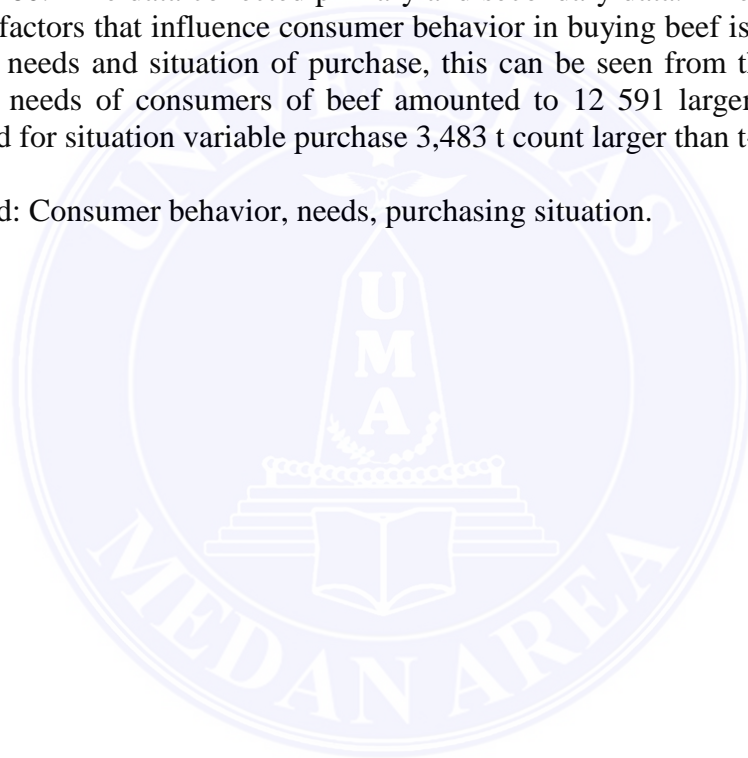 factors that influence consumer behavior in buying beef is
needs and situation of purchase, this can be seen from
needs of consumers of beef amounted to 12 591 larger
for situation variable purchase 3,483 t count larger than
Consumer behavior, needs, purchasing situation.
UNIVERSITAS
UMA
MEDAN AREA